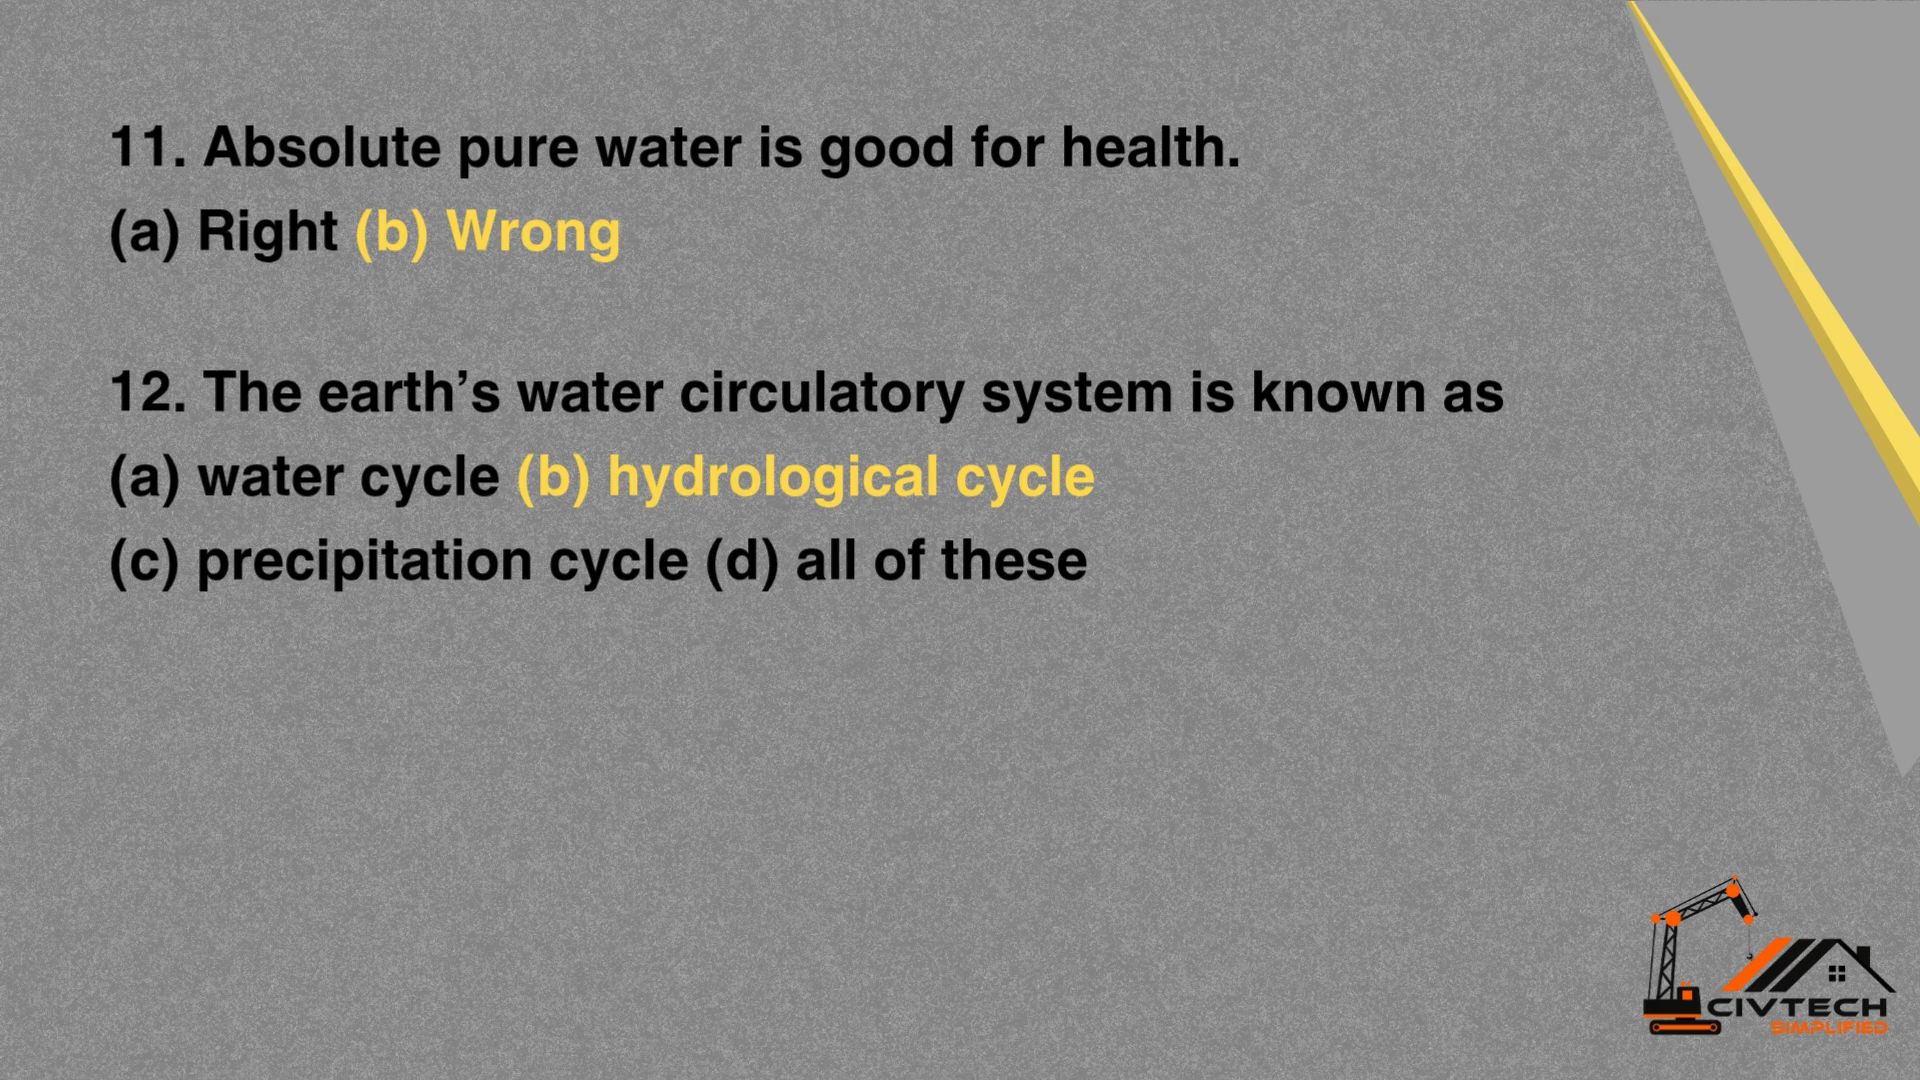 11. Absolute pure water is good for health.
(a) Right (b) Wrong
12. The earth’s water circulatory system is known as
(a) water cycle (b) hydrological cycle
(c) precipitation cycle (d) all of these
CIVTECH
SIMPLIFIED